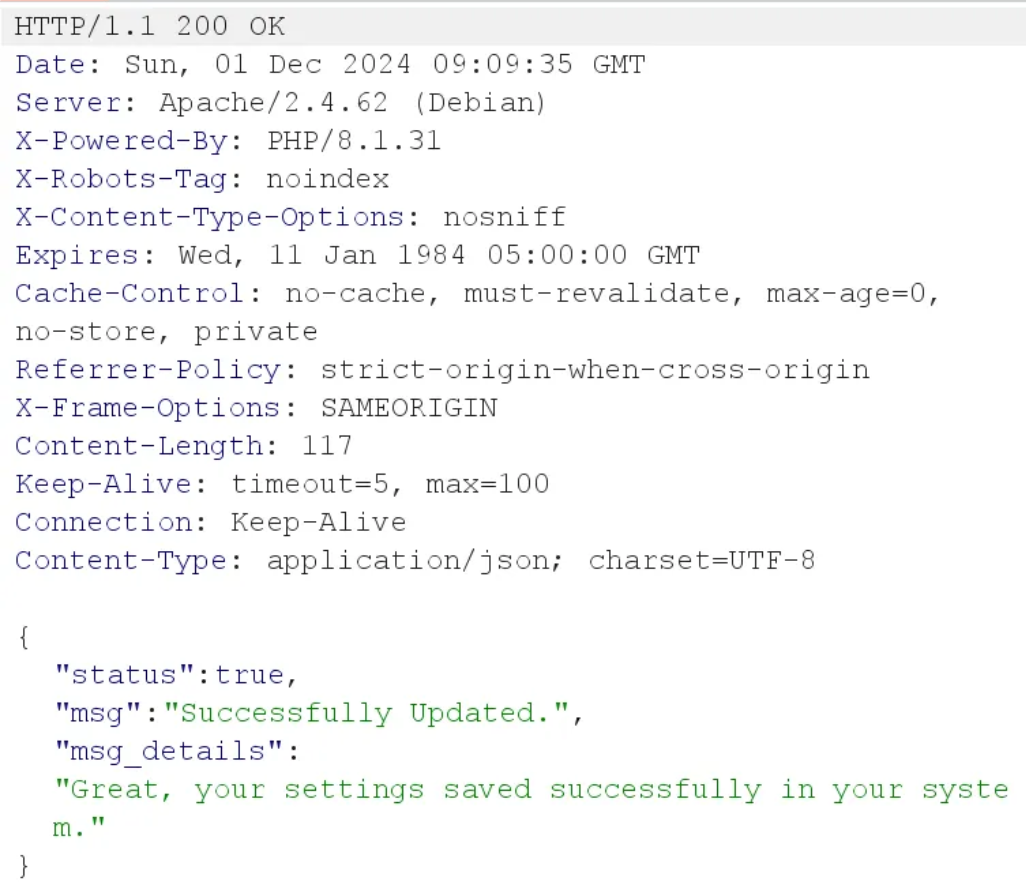 HTTP/1.1 200 OK
Date: Sun, 01 Dec 2024 09:09:35 GMT
Server: Apache/2.4.62 (Debian)
X-Powered-By: PHP/8.1.31
X-Robots-Tag: noindex
X-Content-Type-Options: nosniff
Expires: Wed, 11 Jan 1984 05:00:00 GMT
Cache-Control: no-cache, must-revalidate, max-age=0,
no-store, private
Referrer-Policy: strict-origin-when-cross-origin
X-Frame-Options: SAMEORIGIN
Content-Length: 117
Keep-Alive: timeout=5, max=100
Connection: Keep-Alive
Content-Type: application/json; charset=UTF-8

{
"status":true,
"msg":"Successfully Updated.",
"msg_details":
"Great, your settings saved successfully in your syste
m."
}